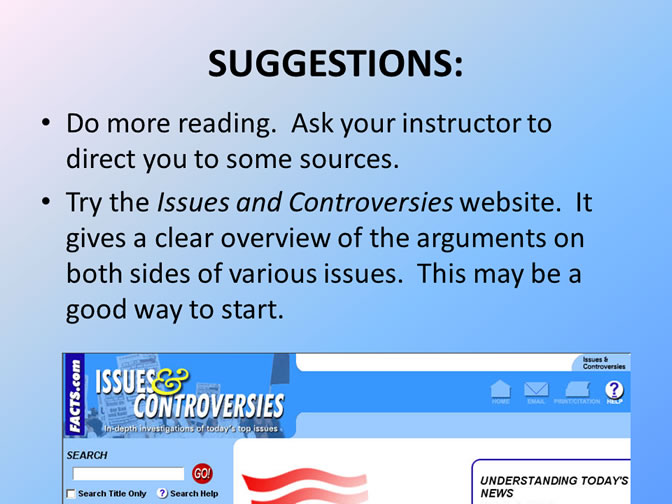 SUGGESTIONS:
• Do more reading.  Ask your instructor to
direct you to some sources.
• Try the Issues and Controversies website.  It
gives a clear overview of the arguments on
both sides of various issues.  This may be a
good way to start.
FACTS.com
ISSUES &
CONTROVERSIES
In-depth investigations of today's top issues
Issues &
Controversies
HOME EMAIL PRINT/CITATION ? HELP
SEARCH
GO!
Search Title Only ? Search Help
UNDERSTANDING TODAY'S
NEWS